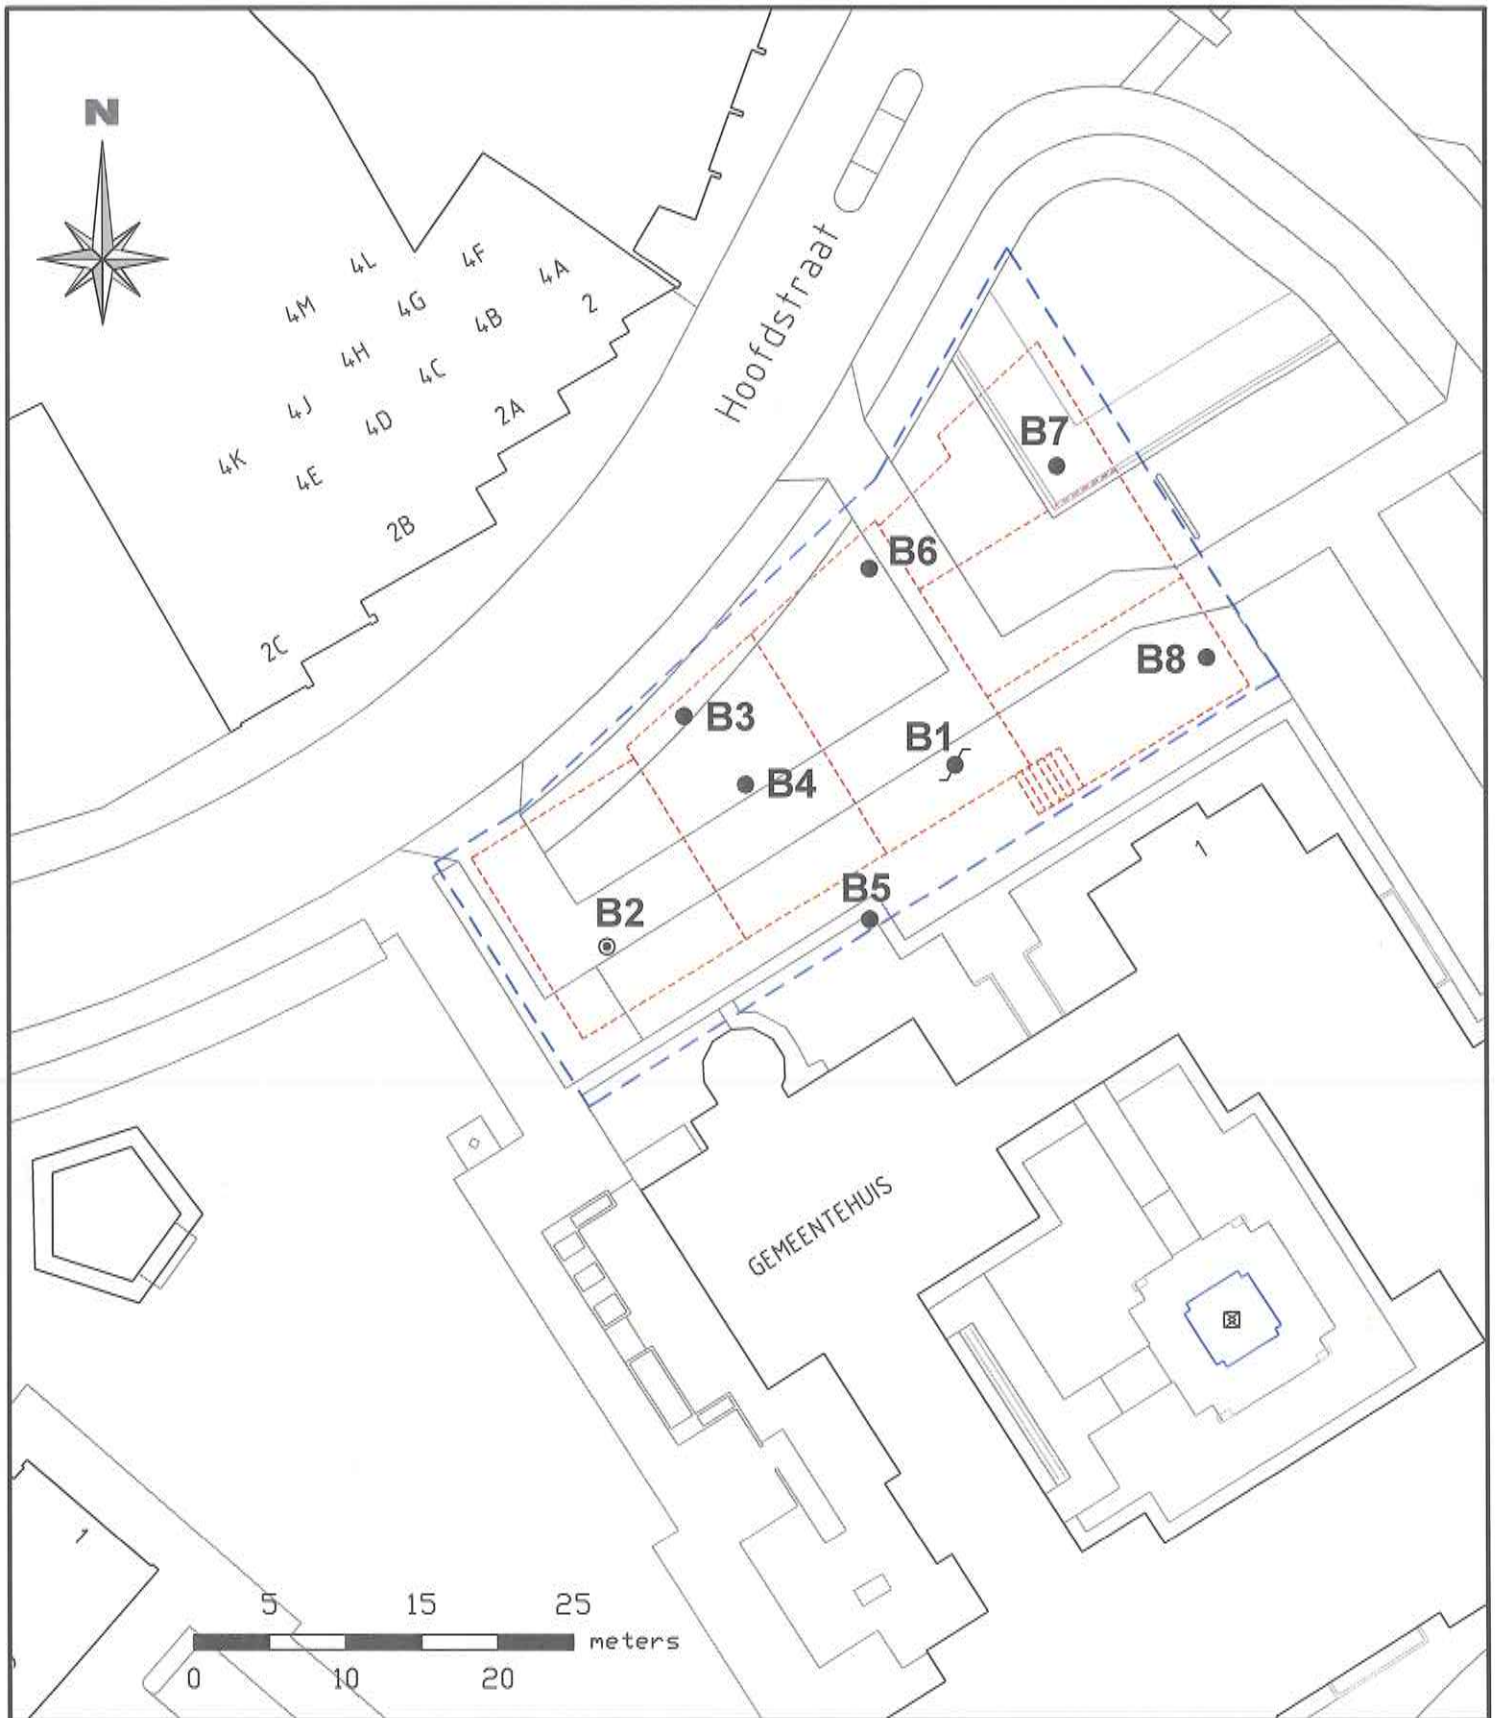 N
4L
4F
4A
4M
4G
4B
2
4H
4C
4J
4D
2A
4K
4E
2B
2C
Hoofdstraat
B7
B6
B8
B3
B1
B4
B5
B2
1
GEMEENTEHUIS
1
5 15 25
meters
0 10 20